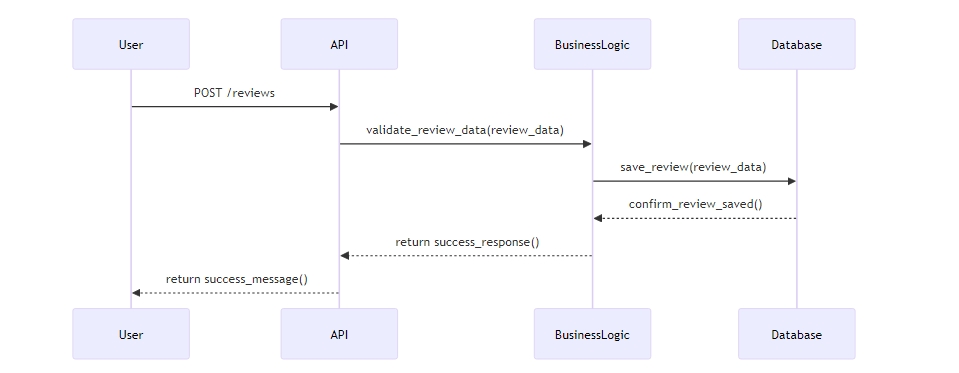 User
API
BusinessLogic
Database
POST /reviews
validate_review_data(review_data)
save_review(review_data)
confirm_review_saved()
return success_response()
return success_message()
User
API
BusinessLogic
Database